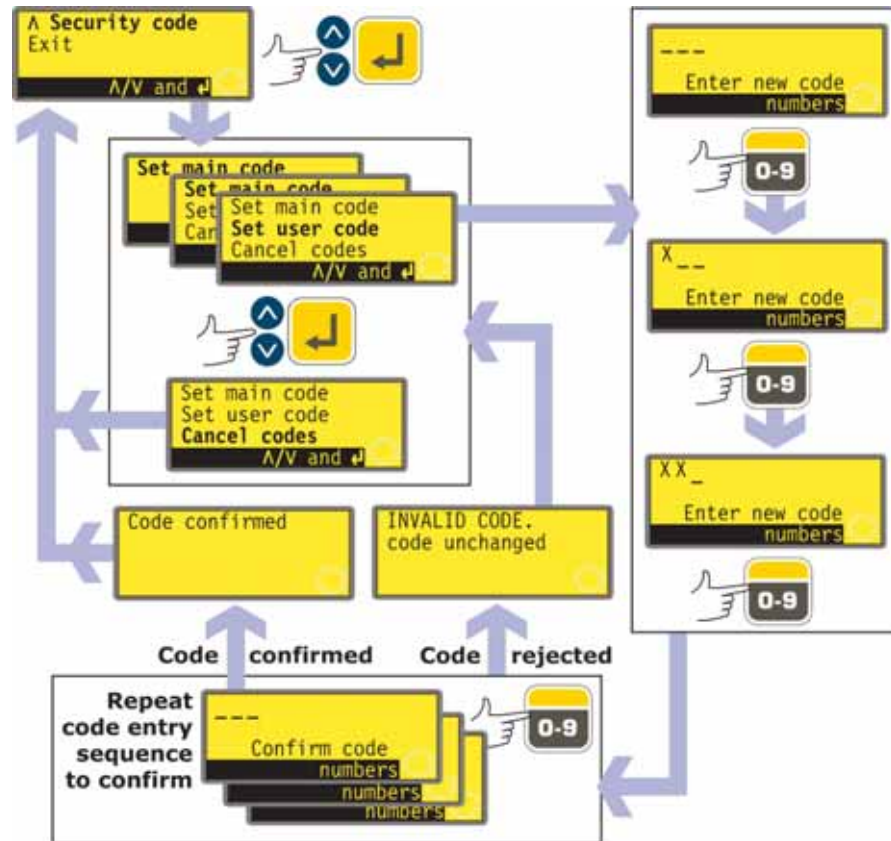 Λ Security code
Exit
Λ/V and ↵
Set main code
Set main code
Set
Can
Set main code
Set user code
Cancel codes
Λ/V and ↵
Set main code
Set user code
Cancel codes
Λ/V and ↵
_ _ _
Enter new code
numbers
0-9
X _ _
Enter new code
numbers
0-9
X X _
Enter new code
numbers
0-9
Code confirmed
INVALID CODE.
code unchanged
Code confirmed
Code rejected
Repeat
code entry
sequence
to confirm
_ _ _
Confirm code
numbers
numbers
numbers
0-9